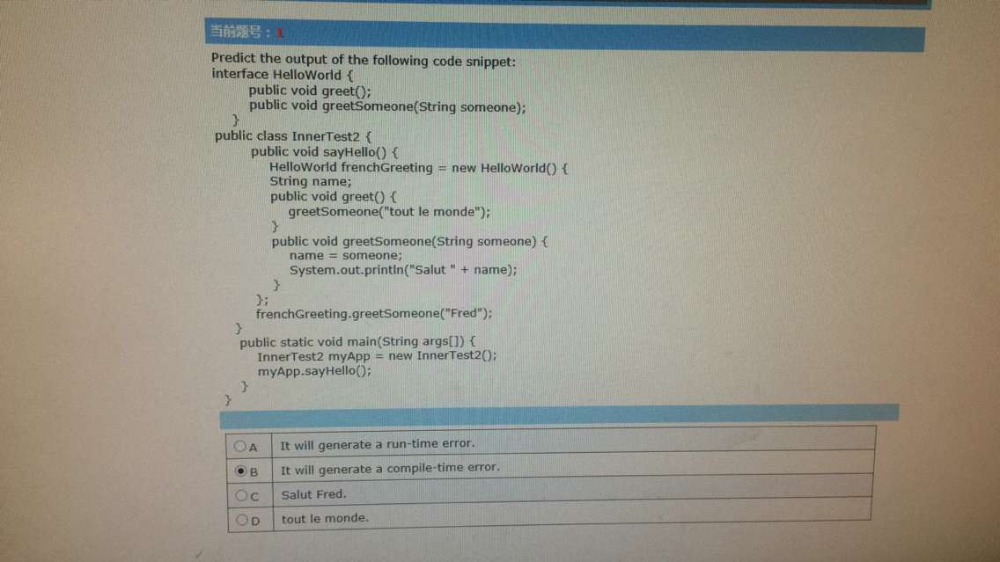 当前题号：1
Predict the output of the following code snippet:
interface HelloWorld {
public void greet();
public void greetSomeone(String someone);
}
public class InnerTest2 {
public void sayHello() {
HelloWorld frenchGreeting = new HelloWorld() {
String name;
public void greet() {
greetSomeone("tout le monde");
}
public void greetSomeone(String someone) {
name = someone;
System.out.println("Salut " + name);
}
};
frenchGreeting.greetSomeone("Fred");
}
public static void main(String args[]) {
InnerTest2 myApp = new InnerTest2();
myApp.sayHello();
}
}
A It will generate a run-time error.
B It will generate a compile-time error.
C Salut Fred.
D tout le monde.